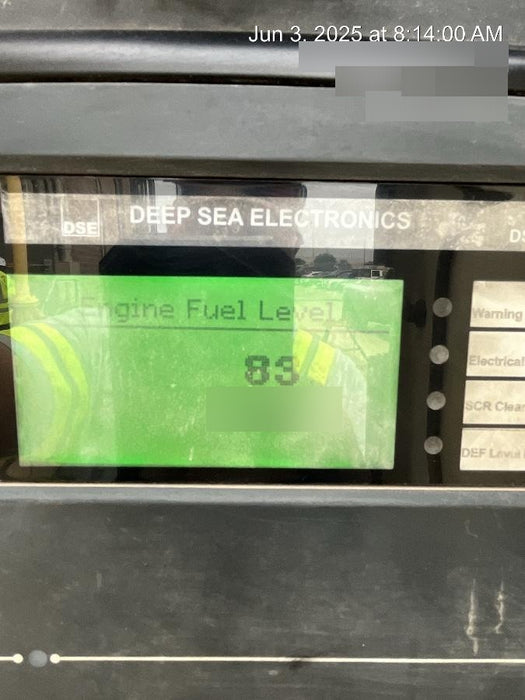 Jun 3, 2025 at 8:14:00 AM
DSE
DEEP SEA ELECTRONICS
Engine Fuel Level
83
Warning
Electrical
SCR Clea
DEF Level